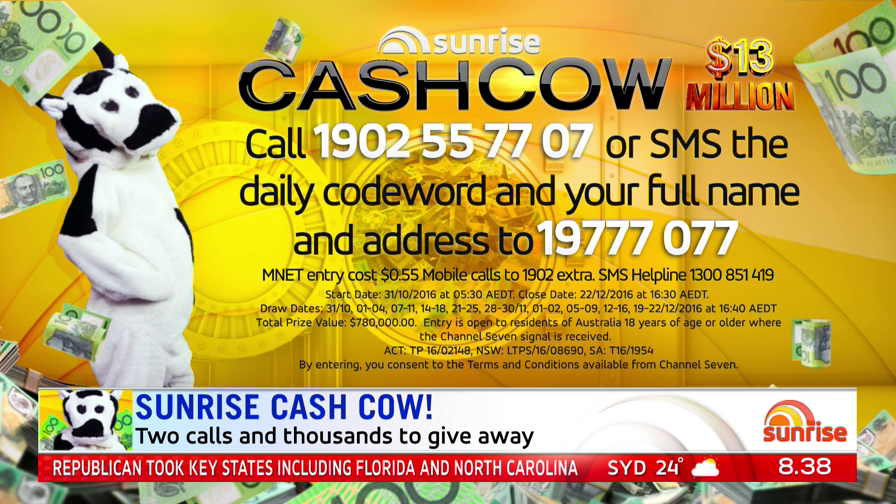 sunrise
CASHCOW
$13
MILLION
Call 1902 55 77 07 or SMS the
daily codeword and your full name
and address to 19777 077
MNET entry cost $0.55 Mobile calls to 1902 extra. SMS Helpline 1300 851 419
Start Date: 31/10/2016 at 05:30 AEDT. Close Date: 22/12/2016 at 16:30 AEDT.
Draw Dates: 31/10, 01-04, 07-11, 14-18, 21-25, 28-30/11, 01-02, 05-09, 12-16, 19-22/12/2016 at 16:40 AEDT
Total Prize Value: $780,000.00. Entry is open to residents of Australia 18 years of age or older where
the Channel Seven signal is received.
ACT: TP 16/02148, NSW: LTPS/16/08690, SA: T16/1954
By entering, you consent to the Terms and Conditions available from Channel Seven.
100
100
100
SUNRISE CASH COW!
Two calls and thousands to give away
sunrise
REPUBLICAN TOOK KEY STATES INCLUDING FLORIDA AND NORTH CAROLINA SYD 24° 8.38